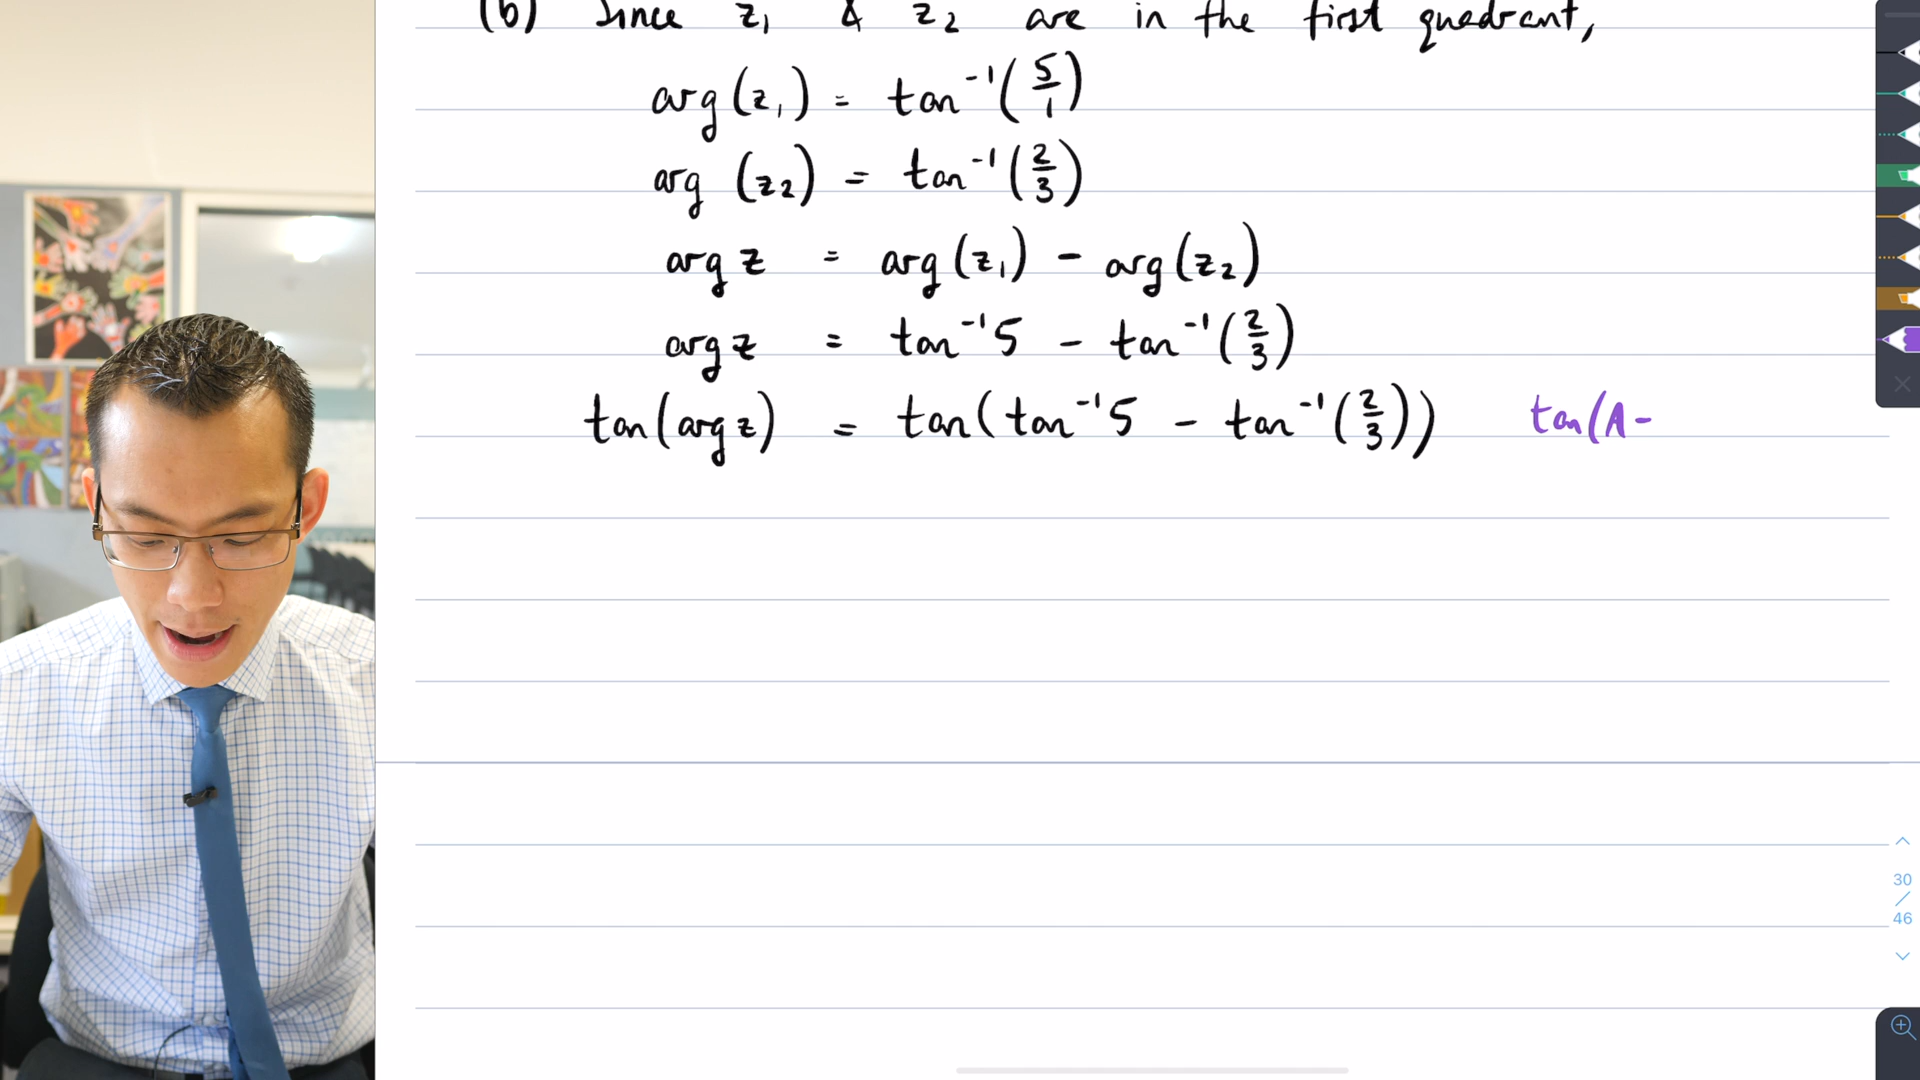 (b) Since z₁ & z₂ are in the first quadrant,
arg(z₁) = tan⁻¹(5/1)
arg (z₂) = tan⁻¹(2/3)
arg z = arg(z₁) - arg(z₂)
arg z = tan⁻¹5 - tan⁻¹(2/3)
tan(arg z) = tan(tan⁻¹5 - tan⁻¹(2/3)) tan(A-
30
/
46